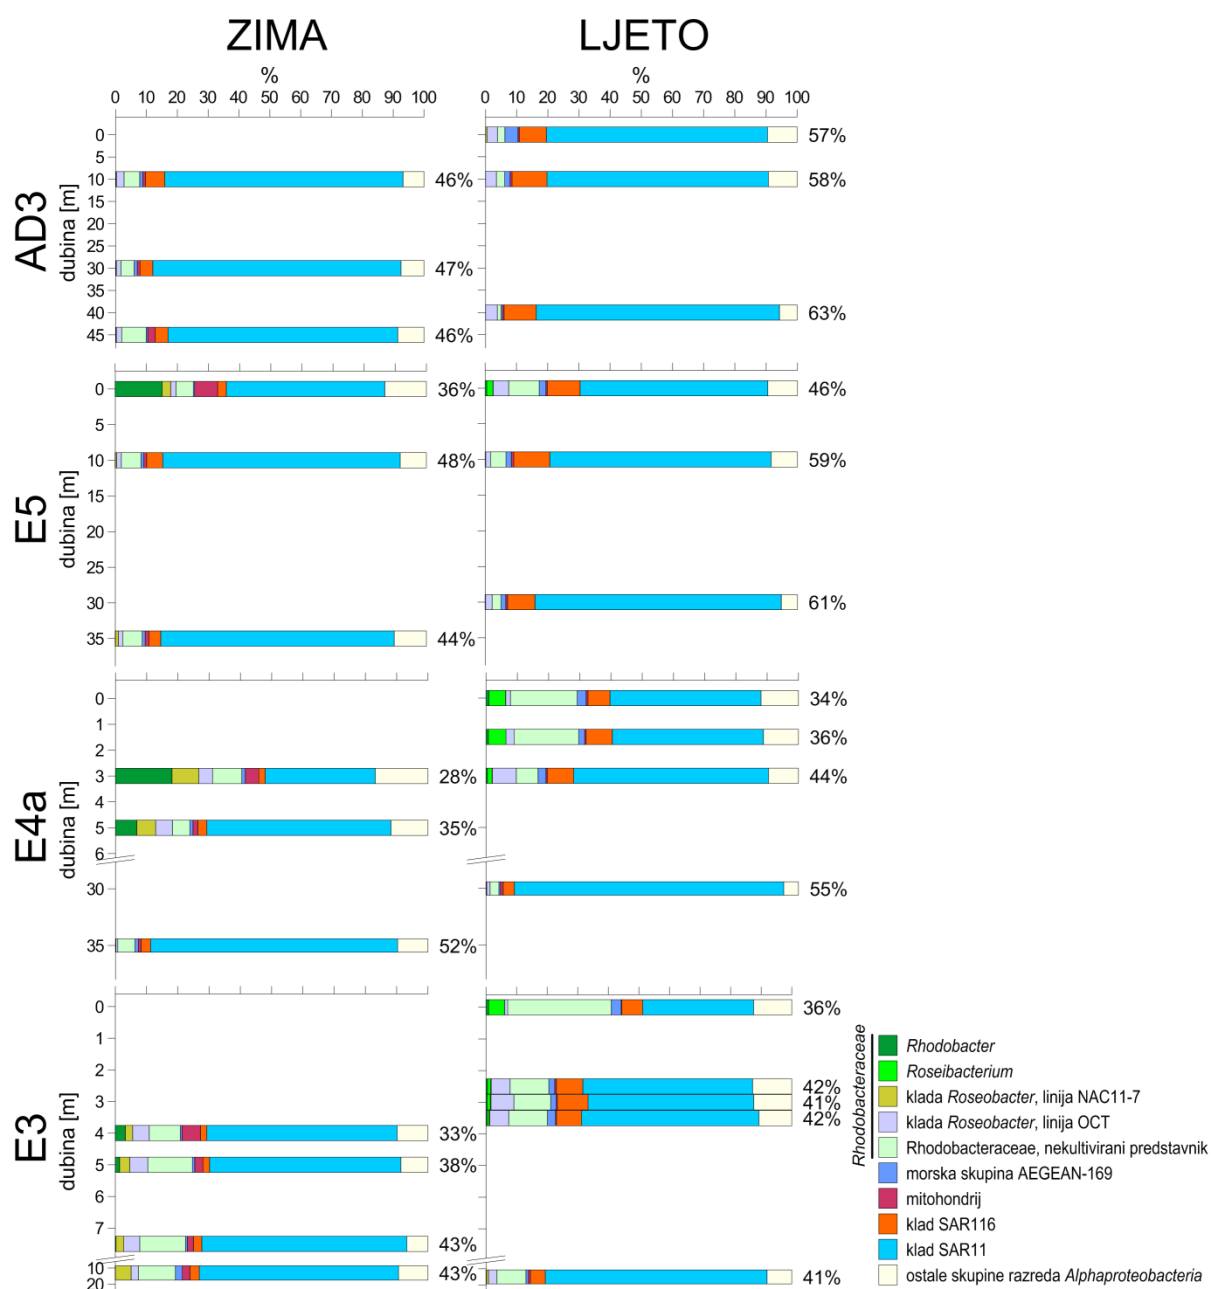 ZIMA LJETO
% %
0 10 20 30 40 50 60 70 80 90 100 0 10 20 30 40 50 60 70 80 90 100
AD3
dubina [m]
0 57%
5
10 46% 58%
15
20
25
30 47%
35
40 63%
45 46%
E5
dubina [m]
0 36% 46%
5
10 48% 59%
15
20
25
30 61%
35 44%
E4a
dubina [m]
0 34%
1
36%
2
3 28% 44%
4
5 35%
6
30 55%
35 52%
E3
dubina [m]
0 36%
1
2
42%
3 41%
42%
4 33%
5 38%
6
7
43%
10 43% 41%
20
Rhodobacteraceae
Rhodobacter
Roseibacterium
klada Roseobacter, linija NAC11-7
klada Roseobacter, linija OCT
Rhodobacteraceae, nekultivirani predstavnik
morska skupina AEGEAN-169
mitohondrij
klad SAR116
klad SAR11
ostale skupine razreda Alphaproteobacteria